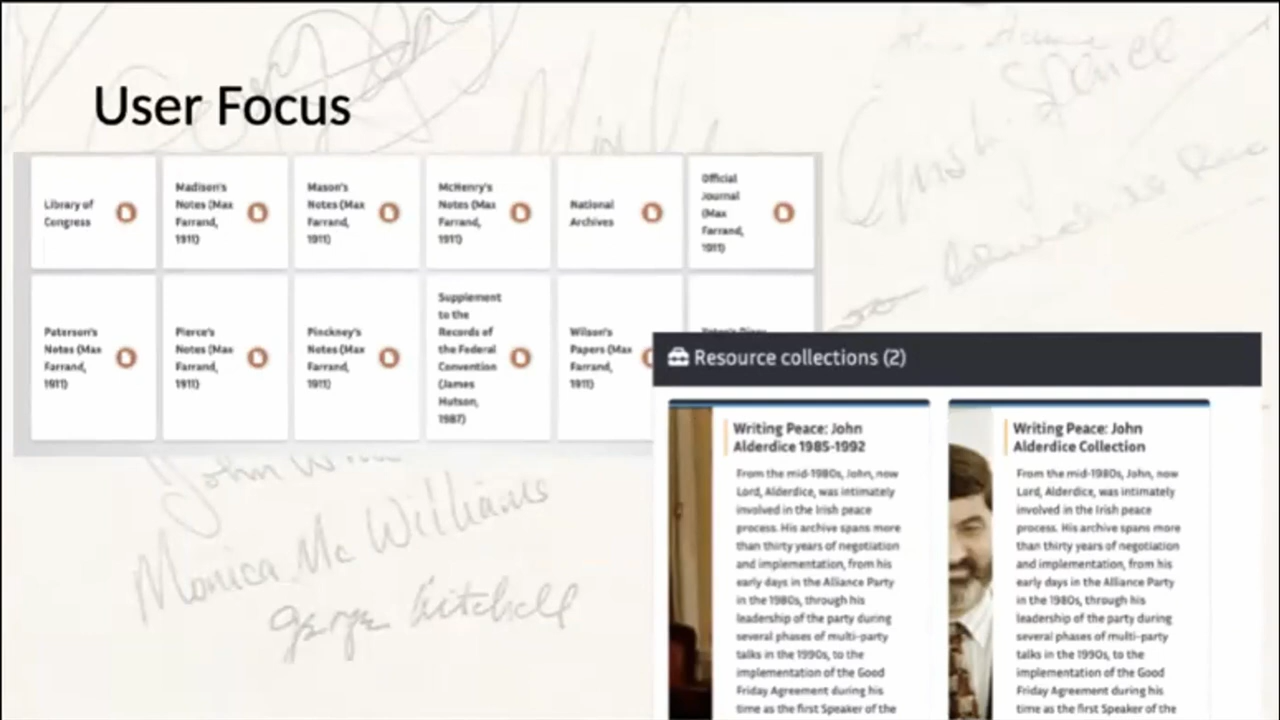 User Focus
Library of
Congress
Madison's
Notes (Max
Farrand,
1911)
Mason's
Notes (Max
Farrand,
1911)
McHenry's
Notes (Max
Farrand,
1911)
National
Archives
Official
Journal
(Max
Farrand,
1911)
Paterson's
Notes (Max
Farrand,
1911)
Pierce's
Notes (Max
Farrand,
1911)
Pinckney's
Notes (Max
Farrand,
1911)
Supplement
to the
Records of
the Federal
Convention
(James
Hutson,
1987)
Wilson's
Papers (Max
Farrand,
1911)
Resource collections (2)
Writing Peace: John
Alderdice 1985-1992
From the mid-1980s, John, now
Lord, Alderdice, was intimately
involved in the Irish peace
process. His archive spans more
than thirty years of negotiation
and implementation, from his
early days in the Alliance Party
in the 1980s, through his
leadership of the party during
several phases of multi-party
talks in the 1990s, to the
implementation of the Good
Friday Agreement during his
time as the first Speaker of the
Writing Peace: John
Alderdice Collection
From the mid-1980s, John, now
Lord, Alderdice, was intimately
involved in the Irish peace
process. His archive spans more
than thirty years of negotiation
and implementation, from his
early days in the Alliance Party
in the 1980s, through his
leadership of the party during
several phases of multi-party
talks in the 1990s, to the
implementation of the Good
Friday Agreement during his
time as the first Speaker of the
John
Monica McWilliams
George Mitchell